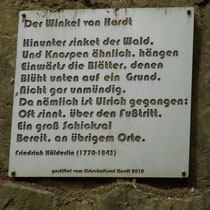 Der Winkel von Hardt
Hinunter sinket der Wald,
Und Knospen ähnlich, hängen
Einwärts die Blätter, denen
Blüht unten auf ein Grund,
Nicht gar unmündig.
Da nämlich ist Ulrich gegangen;
Oft sinnt, über den Fußtritt,
Ein groß Schicksal
Bereit, an übrigem Orte.
Friedrich Hölderlin (1770-1843)
gestiftet vom Ortschaftsrat Hardt 2010